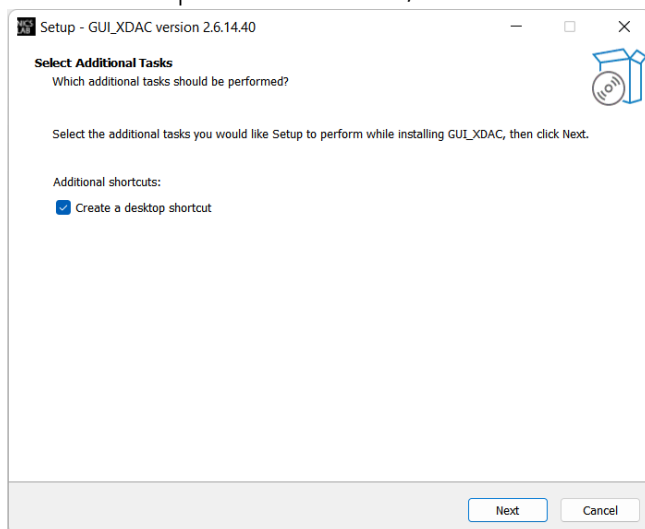 NICS
LAB
Setup - GUI_XDAC version 2.6.14.40
Select Additional Tasks
Which additional tasks should be performed?
Select the additional tasks you would like Setup to perform while installing GUI_XDAC, then click Next.
Additional shortcuts:
Create a desktop shortcut
Next
Cancel